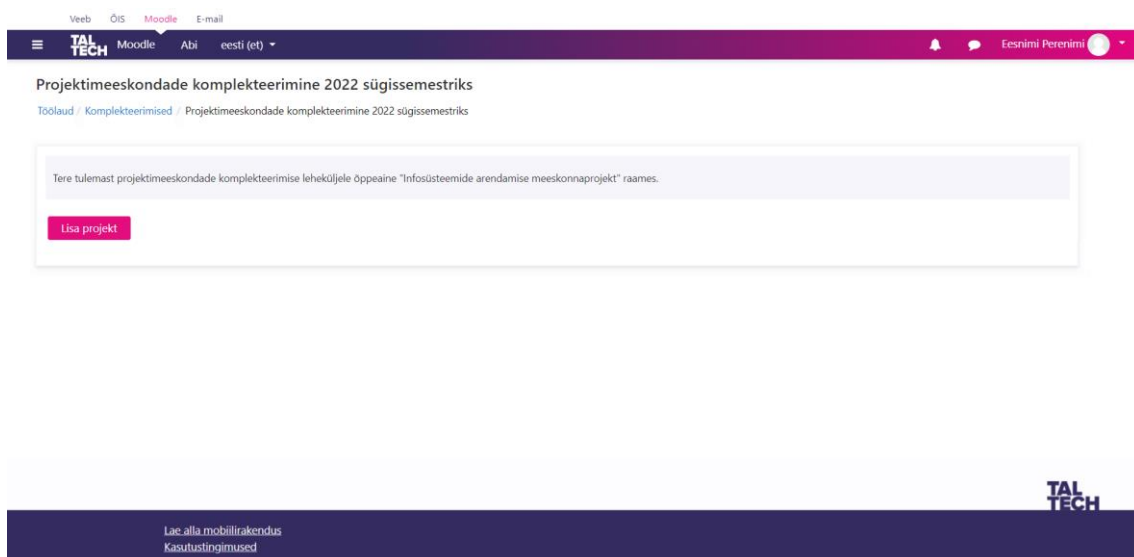 Veeb ÕIS Moodle E-mail
TAL TECH Moodle Abi eesti (et) Eesnimi Perenimi
Projektimeeskondade komplekteerimine 2022 sügissemestriks
Töölaud / Komplekteerimised / Projektimeeskondade komplekteerimine 2022 sügissemestriks
Tere tulemast projektimeeskondade komplekteerimise leheküljele õppeaine "Infosüsteemide arendamise meeskonnaprojekt" raames.
Lisa projekt
TAL
TECH
Lae alla mobiilirakendus
Kasutustingimused